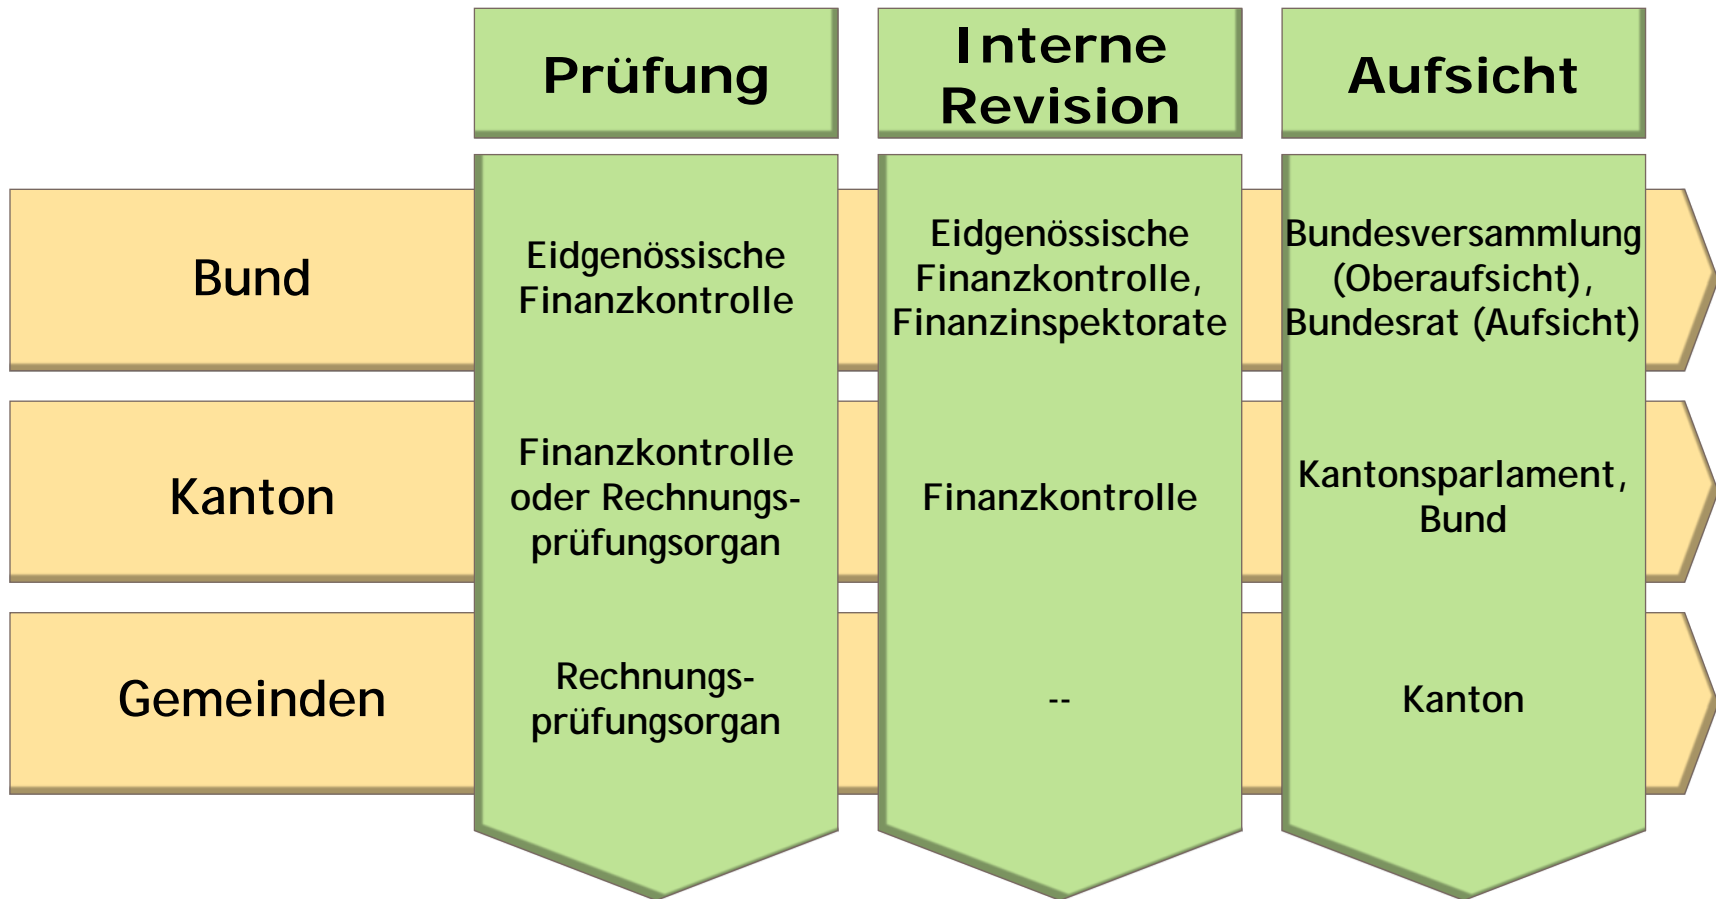 Prüfung
Interne
Revision
Aufsicht
Bund
Eidgenössische
Finanzkontrolle
Eidgenössische
Finanzkontrolle,
Finanzinspektorate
Bundesversammlung
(Oberaufsicht),
Bundesrat (Aufsicht)
Kanton
Finanzkontrolle
oder Rechnungs-
prüfungsorgan
Finanzkontrolle
Kantonsparlament,
Bund
Gemeinden
Rechnungs-
prüfungsorgan
--
Kanton